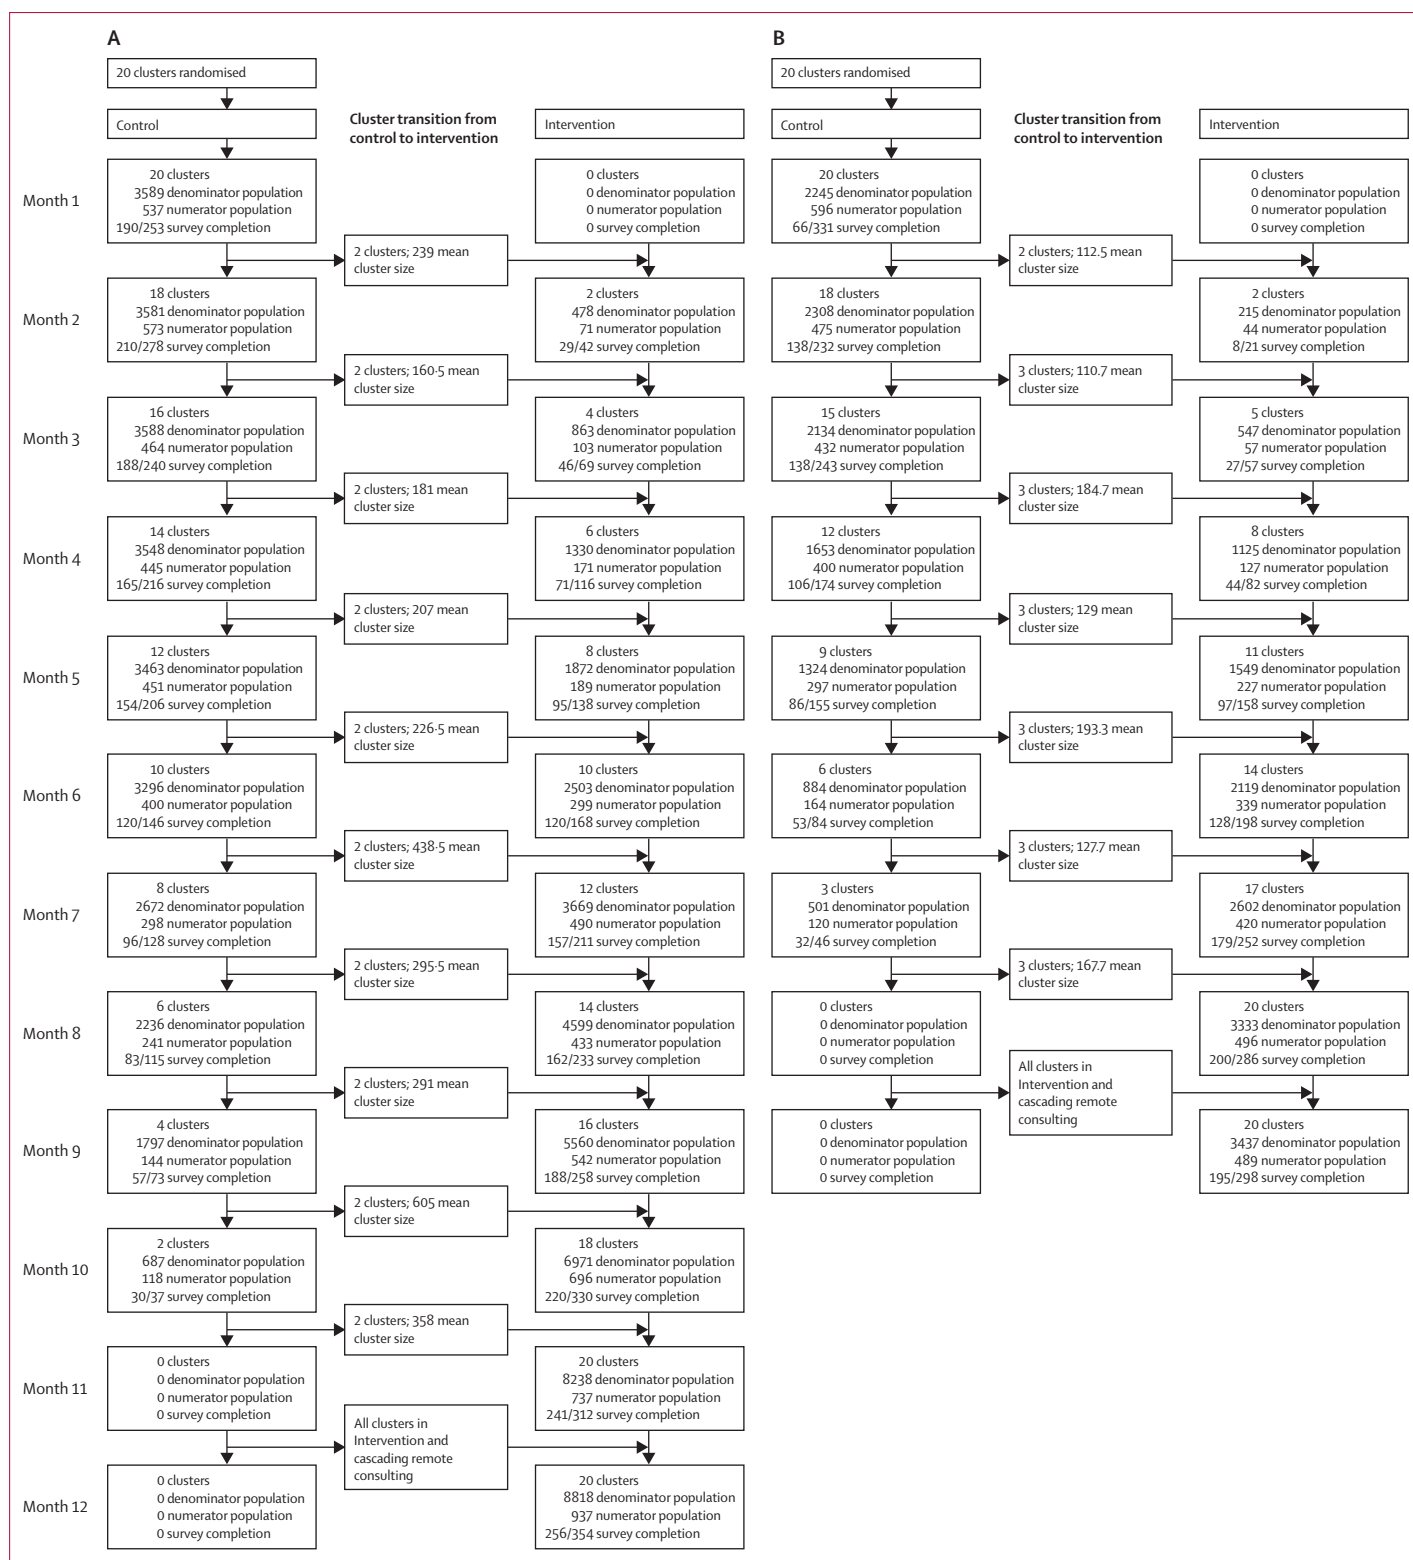 A
20 clusters randomised
Control
Cluster transition from
control to intervention
Intervention
Month 1
20 clusters
3589 denominator population
537 numerator population
190/253 survey completion
0 clusters
0 denominator population
0 numerator population
0 survey completion
2 clusters; 239 mean
cluster size
Month 2
18 clusters
3581 denominator population
573 numerator population
210/278 survey completion
2 clusters
478 denominator population
71 numerator population
29/42 survey completion
2 clusters; 160·5 mean
cluster size
Month 3
16 clusters
3588 denominator population
464 numerator population
188/240 survey completion
4 clusters
863 denominator population
103 numerator population
46/69 survey completion
2 clusters; 181 mean
cluster size
Month 4
14 clusters
3548 denominator population
445 numerator population
165/216 survey completion
6 clusters
1330 denominator population
171 numerator population
71/116 survey completion
2 clusters; 207 mean
cluster size
Month 5
12 clusters
3463 denominator population
451 numerator population
154/206 survey completion
8 clusters
1872 denominator population
189 numerator population
95/138 survey completion
2 clusters; 226·5 mean
cluster size
Month 6
10 clusters
3296 denominator population
400 numerator population
120/146 survey completion
10 clusters
2503 denominator population
299 numerator population
120/168 survey completion
2 clusters; 438·5 mean
cluster size
Month 7
8 clusters
2672 denominator population
298 numerator population
96/128 survey completion
12 clusters
3669 denominator population
490 numerator population
157/211 survey completion
2 clusters; 295·5 mean
cluster size
Month 8
6 clusters
2236 denominator population
241 numerator population
83/115 survey completion
14 clusters
4599 denominator population
433 numerator population
162/233 survey completion
2 clusters; 291 mean
cluster size
Month 9
4 clusters
1797 denominator population
144 numerator population
57/73 survey completion
16 clusters
5560 denominator population
542 numerator population
188/258 survey completion
2 clusters; 605 mean
cluster size
Month 10
2 clusters
687 denominator population
118 numerator population
30/37 survey completion
18 clusters
6971 denominator population
696 numerator population
220/330 survey completion
2 clusters; 358 mean
cluster size
Month 11
0 clusters
0 denominator population
0 numerator population
0 survey completion
20 clusters
8238 denominator population
737 numerator population
241/312 survey completion
All clusters in
Intervention and
cascading remote
consulting
Month 12
0 clusters
0 denominator population
0 numerator population
0 survey completion
20 clusters
8818 denominator population
937 numerator population
256/354 survey completion
B
20 clusters randomised
Control
Cluster transition from
control to intervention
Intervention
20 clusters
2245 denominator population
596 numerator population
66/331 survey completion
0 clusters
0 denominator population
0 numerator population
0 survey completion
2 clusters; 112.5 mean
cluster size
18 clusters
2308 denominator population
475 numerator population
138/232 survey completion
2 clusters
215 denominator population
44 numerator population
8/21 survey completion
3 clusters; 110.7 mean
cluster size
15 clusters
2134 denominator population
432 numerator population
138/243 survey completion
5 clusters
547 denominator population
57 numerator population
27/57 survey completion
3 clusters; 184.7 mean
cluster size
12 clusters
1653 denominator population
400 numerator population
106/174 survey completion
8 clusters
1125 denominator population
127 numerator population
44/82 survey completion
3 clusters; 129 mean
cluster size
9 clusters
1324 denominator population
297 numerator population
86/155 survey completion
11 clusters
1549 denominator population
227 numerator population
97/158 survey completion
3 clusters; 193.3 mean
cluster size
6 clusters
884 denominator population
164 numerator population
53/84 survey completion
14 clusters
2119 denominator population
339 numerator population
128/198 survey completion
3 clusters; 127.7 mean
cluster size
3 clusters
501 denominator population
120 numerator population
32/46 survey completion
17 clusters
2602 denominator population
420 numerator population
179/252 survey completion
3 clusters; 167.7 mean
cluster size
0 clusters
0 denominator population
0 numerator population
0 survey completion
20 clusters
3333 denominator population
496 numerator population
200/286 survey completion
All clusters in
Intervention and
cascading remote
consulting
0 clusters
0 denominator population
0 numerator population
0 survey completion
20 clusters
3437 denominator population
489 numerator population
195/298 survey completion